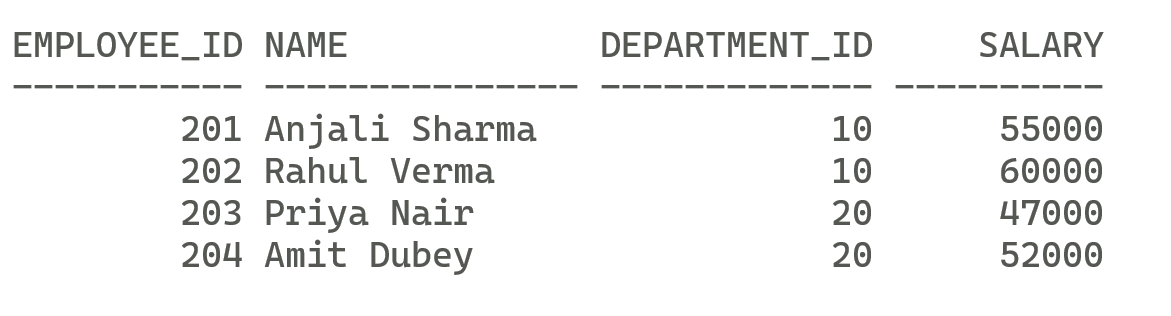 EMPLOYEE_ID NAME            DEPARTMENT_ID     SALARY
----------- --------------- ------------- ----------
        201 Anjali Sharma              10      55000
        202 Rahul Verma                10      60000
        203 Priya Nair                 20      47000
        204 Amit Dubey                 20      52000